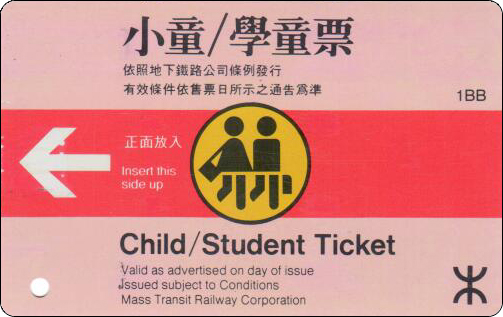 小童/學童票
依照地下鐵路公司條例發行
有效條件依售票日所示之通告爲準
1BB
正面放入
Insert this
side up
Child/Student Ticket
Valid as advertised on day of issue
Issued subject to Conditions
Mass Transit Railway Corporation